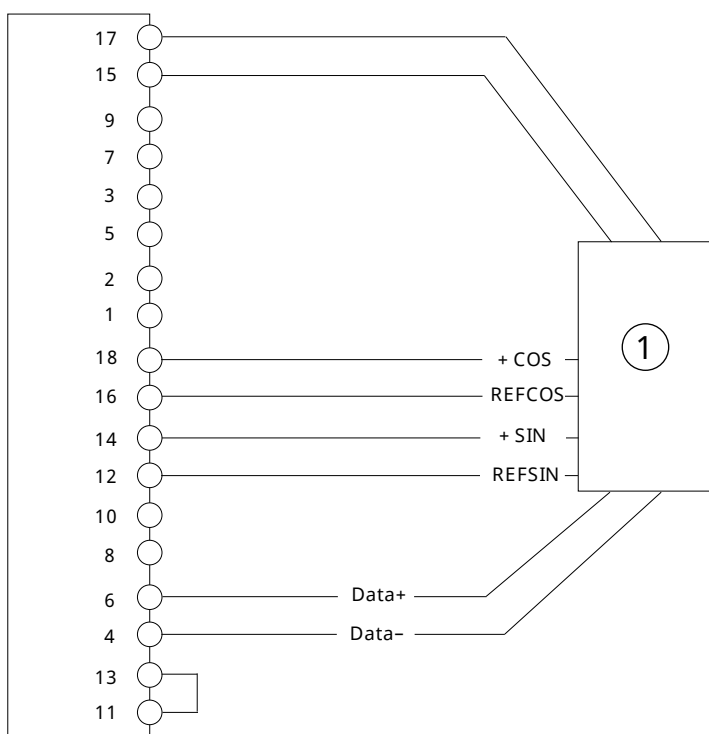 17
15
9
7
3
5
2
1
1
18 + COS
16 REFCOS
14 + SIN
12 REFSIN
10
8
6 Data+
4 Data–
13
11